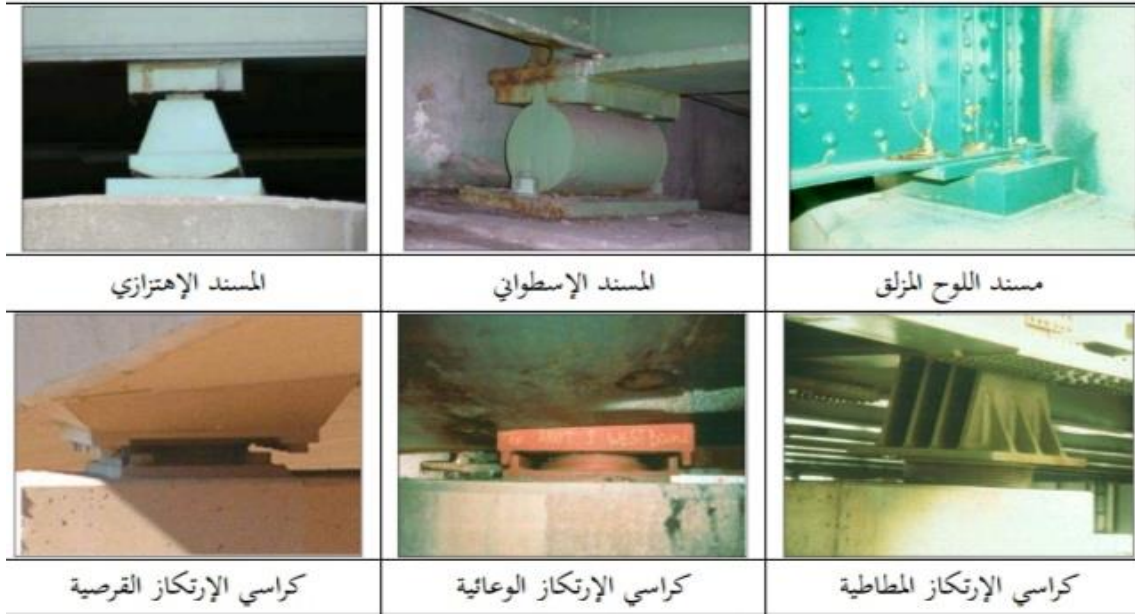 مسند اللوح المزلق
المسند الإسطواني
المسند الإهتزازي
كراسي الإرتكاز المطاطية
كراسي الإرتكاز الوعائية
كراسي الإرتكاز القرصية